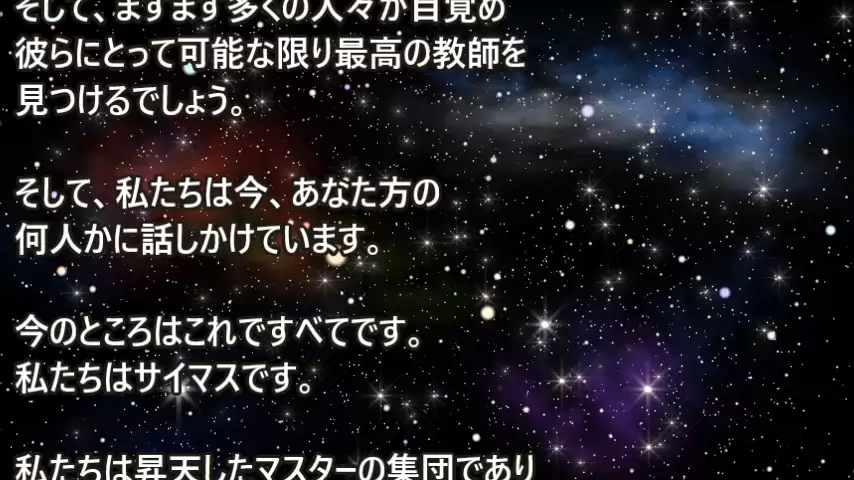 そして、ますます多くの人々が目覚め
彼らにとって可能な限り最高の教師を
見つけるでしょう。
そして、私たちは今、あなた方の
何人かに話しかけています。
今のところはこれですべてです。
私たちはサイマスです。
私たちは昇天したマスターの集団であり